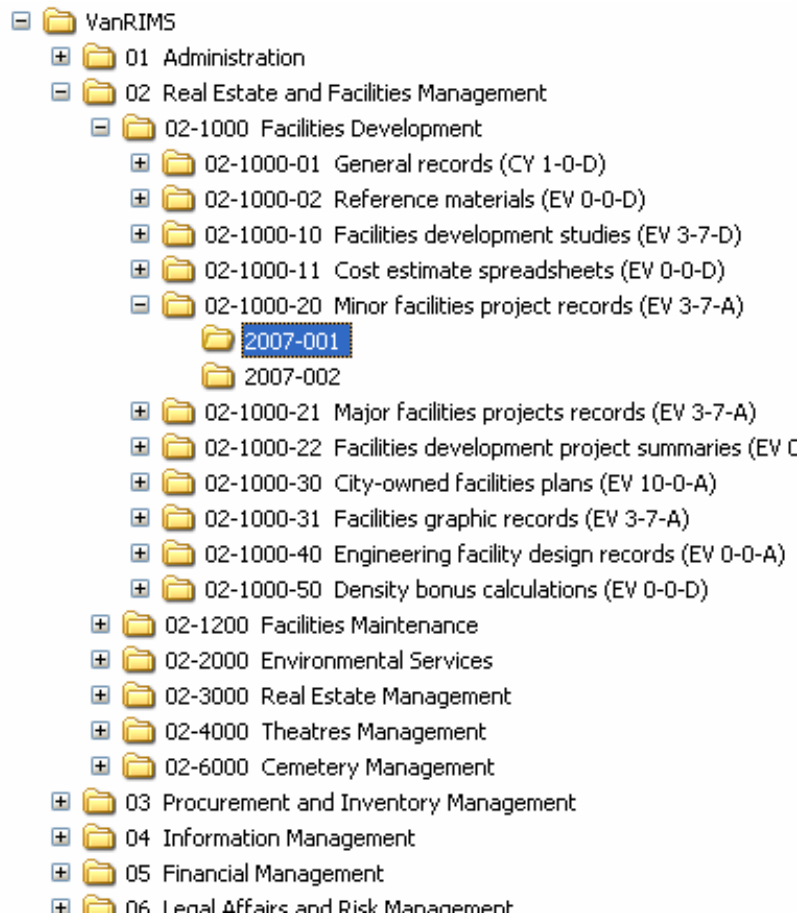 VanRIMS
01 Administration
02 Real Estate and Facilities Management
02-1000 Facilities Development
02-1000-01 General records (CY 1-0-D)
02-1000-02 Reference materials (EV 0-0-D)
02-1000-10 Facilities development studies (EV 3-7-D)
02-1000-11 Cost estimate spreadsheets (EV 0-0-D)
02-1000-20 Minor facilities project records (EV 3-7-A)
2007-001
2007-002
02-1000-21 Major facilities projects records (EV 3-7-A)
02-1000-22 Facilities development project summaries (EV 0
02-1000-30 City-owned facilities plans (EV 10-0-A)
02-1000-31 Facilities graphic records (EV 3-7-A)
02-1000-40 Engineering facility design records (EV 0-0-A)
02-1000-50 Density bonus calculations (EV 0-0-D)
02-1200 Facilities Maintenance
02-2000 Environmental Services
02-3000 Real Estate Management
02-4000 Theatres Management
02-6000 Cemetery Management
03 Procurement and Inventory Management
04 Information Management
05 Financial Management
06 Legal Affairs and Risk Management